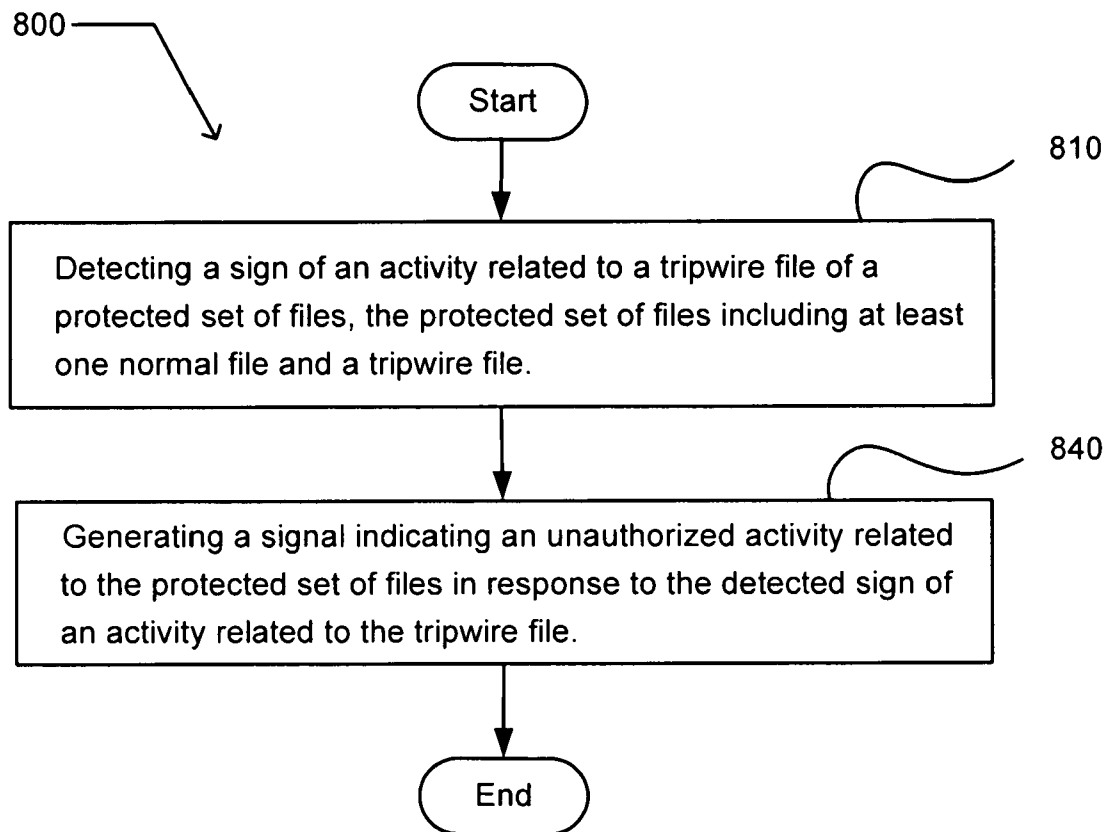 800
Start
810
Detecting a sign of an activity related to a tripwire file of a
protected set of files, the protected set of files including at least
one normal file and a tripwire file.
840
Generating a signal indicating an unauthorized activity related
to the protected set of files in response to the detected sign of
an activity related to the tripwire file.
End